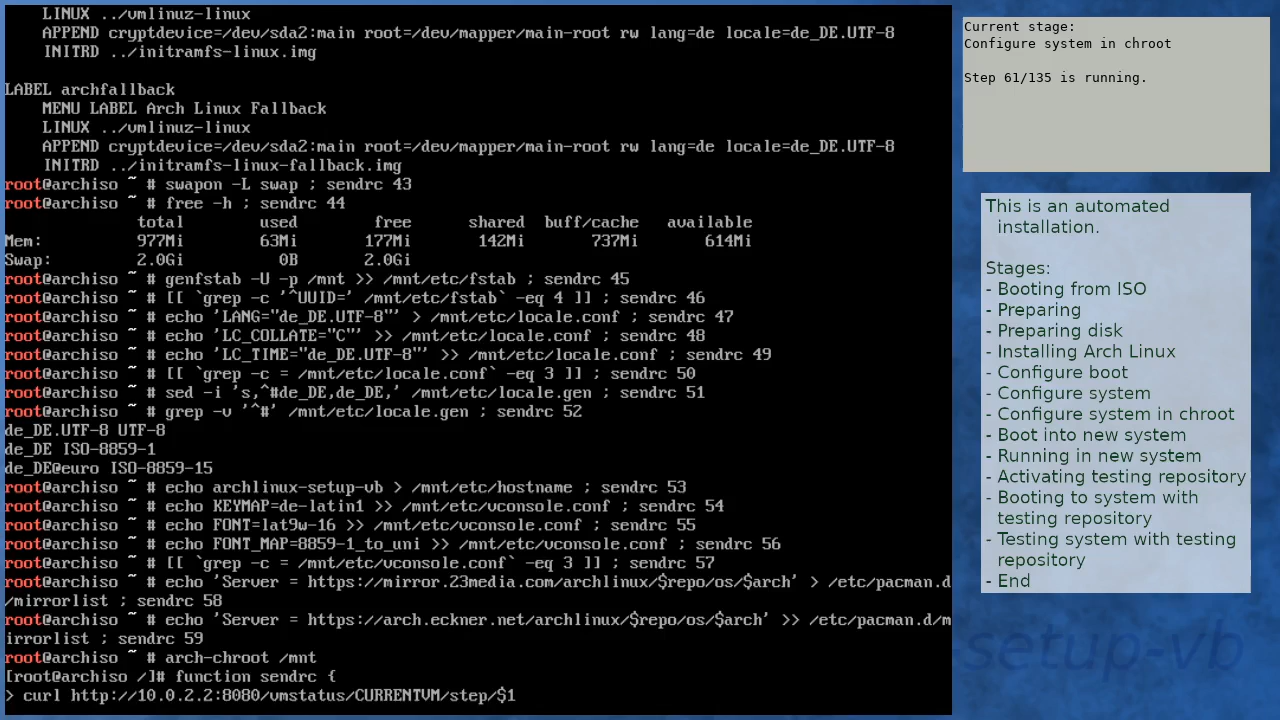 LINUX ../vmlinuz-linux
APPEND cryptdevice=/dev/sda2:main root=/dev/mapper/main-root rw lang=de locale=de_DE.UTF-8
INITRD ../initramfs-linux.img
LABEL archfallback
MENU LABEL Arch Linux Fallback
LINUX ../vmlinuz-linux
APPEND cryptdevice=/dev/sda2:main root=/dev/mapper/main-root rw lang=de locale=de_DE.UTF-8
INITRD ../initramfs-linux-fallback.img
root@archiso ~ # swapon -L swap ; sendrc 43
root@archiso ~ # free -h ; sendrc 44
total used free shared buff/cache available
Mem: 977Mi 63Mi 177Mi 142Mi 737Mi 614Mi
Swap: 2.0Gi 0B 2.0Gi
root@archiso ~ # genfstab -U -p /mnt >> /mnt/etc/fstab ; sendrc 45
root@archiso ~ # [[ `grep -c '^UUID=' /mnt/etc/fstab` -eq 4 ]] ; sendrc 46
root@archiso ~ # echo 'LANG="de_DE.UTF-8"' > /mnt/etc/locale.conf ; sendrc 47
root@archiso ~ # echo 'LC_COLLATE="C"' >> /mnt/etc/locale.conf ; sendrc 48
root@archiso ~ # echo 'LC_TIME="de_DE.UTF-8"' >> /mnt/etc/locale.conf ; sendrc 49
root@archiso ~ # [[ `grep -c = /mnt/etc/locale.conf` -eq 3 ]] ; sendrc 50
root@archiso ~ # sed -i 's,^#de_DE,de_DE,' /mnt/etc/locale.gen ; sendrc 51
root@archiso ~ # grep -v '^#' /mnt/etc/locale.gen ; sendrc 52
de_DE.UTF-8 UTF-8
de_DE ISO-8859-1
de_DE@euro ISO-8859-15
root@archiso ~ # echo archlinux-setup-vb > /mnt/etc/hostname ; sendrc 53
root@archiso ~ # echo KEYMAP=de-latin1 >> /mnt/etc/vconsole.conf ; sendrc 54
root@archiso ~ # echo FONT=lat9w-16 >> /mnt/etc/vconsole.conf ; sendrc 55
root@archiso ~ # echo FONT_MAP=8859-1_to_uni >> /mnt/etc/vconsole.conf ; sendrc 56
root@archiso ~ # [[ `grep -c = /mnt/etc/vconsole.conf` -eq 3 ]] ; sendrc 57
root@archiso ~ # echo 'Server = https://mirror.23media.com/archlinux/$repo/os/$arch' > /etc/pacman.d
/mirrorlist ; sendrc 58
root@archiso ~ # echo 'Server = https://arch.eckner.net/archlinux/$repo/os/$arch' >> /etc/pacman.d/m
irrorlist ; sendrc 59
root@archiso ~ # arch-chroot /mnt
[root@archiso /]# function sendrc {
> curl http://10.0.2.2:8080/vmstatus/CURRENTVM/step/$1
Current stage:
Configure system in chroot
Step 61/135 is running.
This is an automated
installation.
Stages:
- Booting from ISO
- Preparing
- Preparing disk
- Installing Arch Linux
- Configure boot
- Configure system
- Configure system in chroot
- Boot into new system
- Running in new system
- Activating testing repository
- Booting to system with
testing repository
- Testing system with testing
repository
- End
-setup-vb